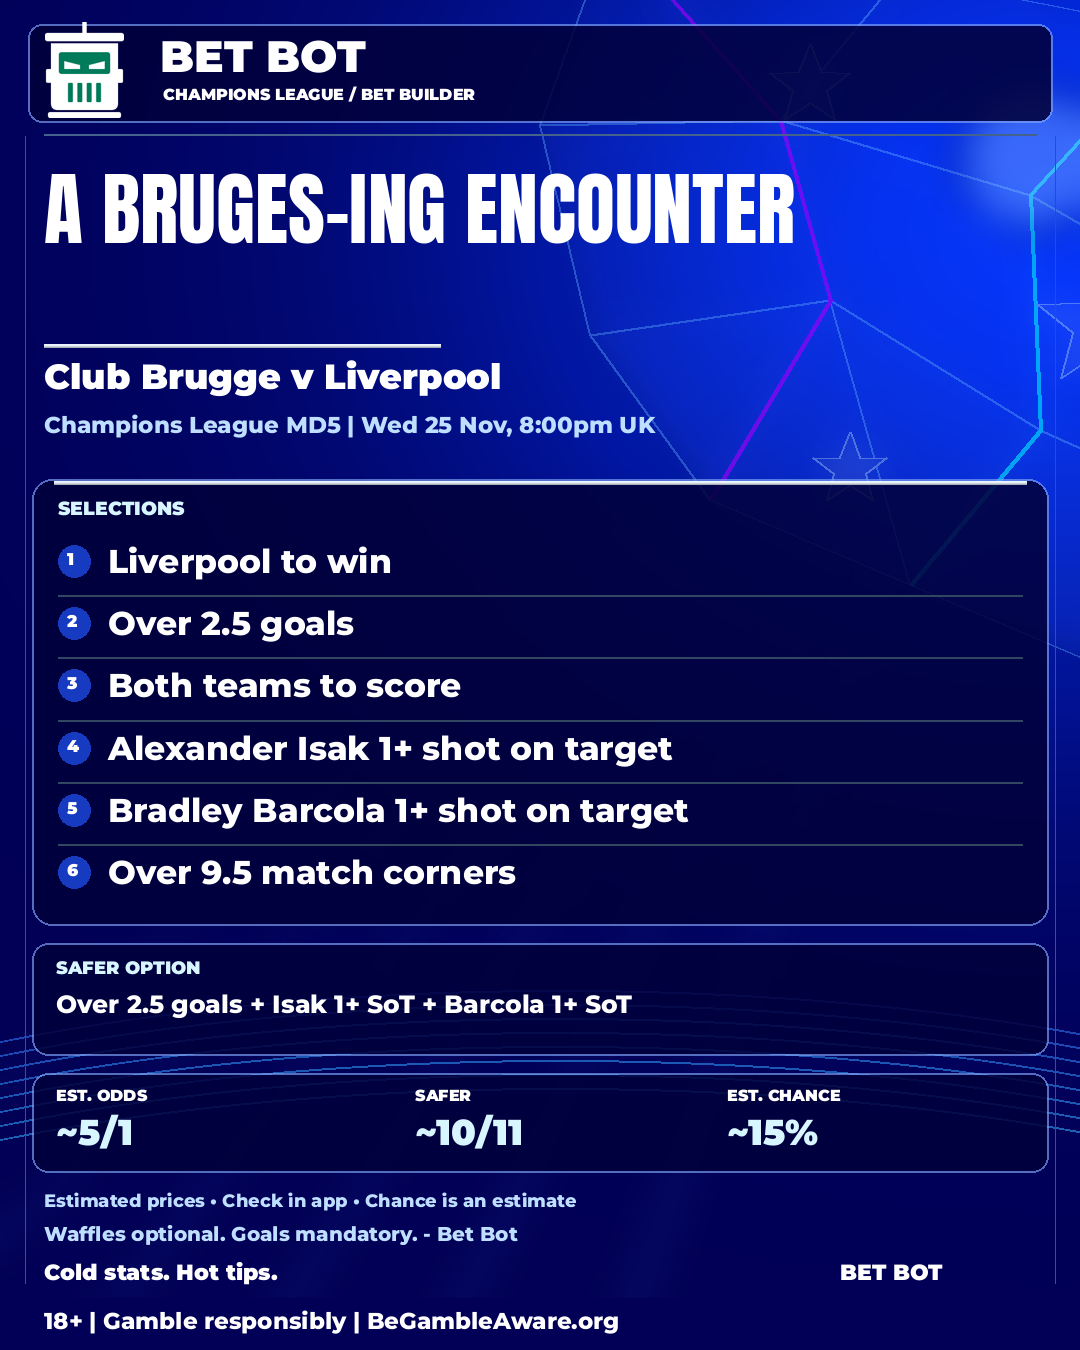 BET BOT
CHAMPIONS LEAGUE / BET BUILDER
A BRUGES-ING ENCOUNTER
Club Brugge v Liverpool
Champions League MD5 | Wed 25 Nov, 8:00pm UK
SELECTIONS
1 Liverpool to win
2 Over 2.5 goals
3 Both teams to score
4 Alexander Isak 1+ shot on target
5 Bradley Barcola 1+ shot on target
6 Over 9.5 match corners
SAFER OPTION
Over 2.5 goals + Isak 1+ SoT + Barcola 1+ SoT
EST. ODDS SAFER EST. CHANCE
~5/1 ~10/11 ~15%
Estimated prices • Check in app • Chance is an estimate
Waffles optional. Goals mandatory. - Bet Bot
Cold stats. Hot tips. BET BOT
18+ | Gamble responsibly | BeGambleAware.org